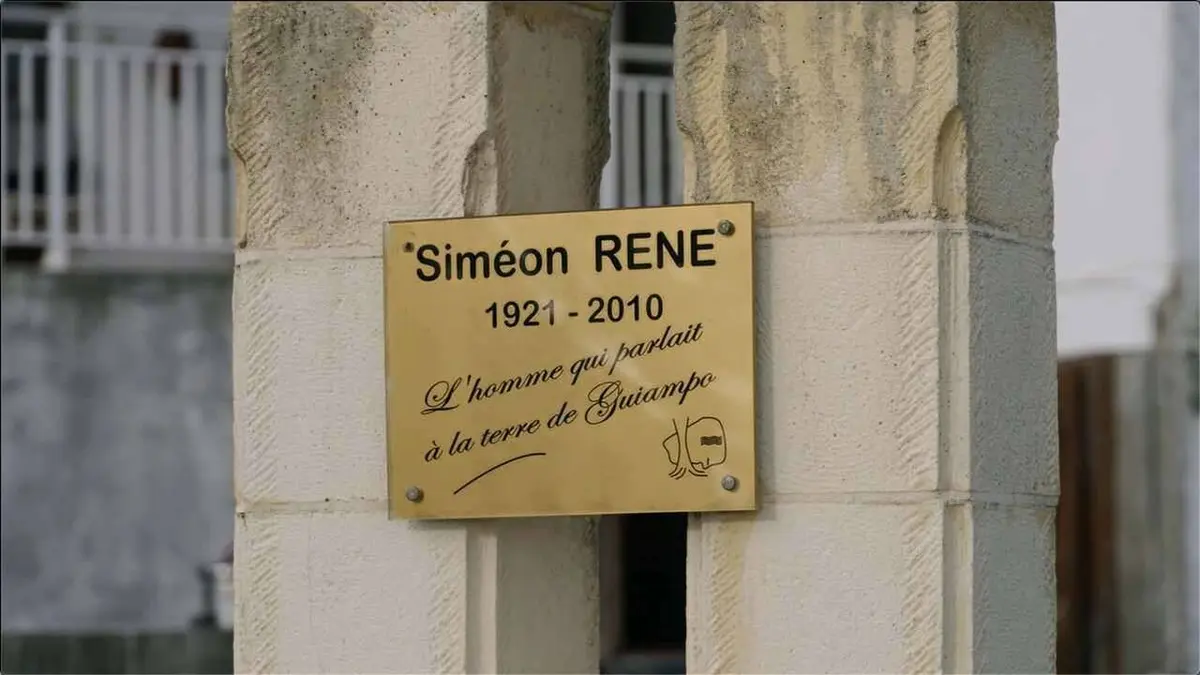 Siméon RENE
1921 - 2010
L'homme qui parlait
à la terre de Guiampo